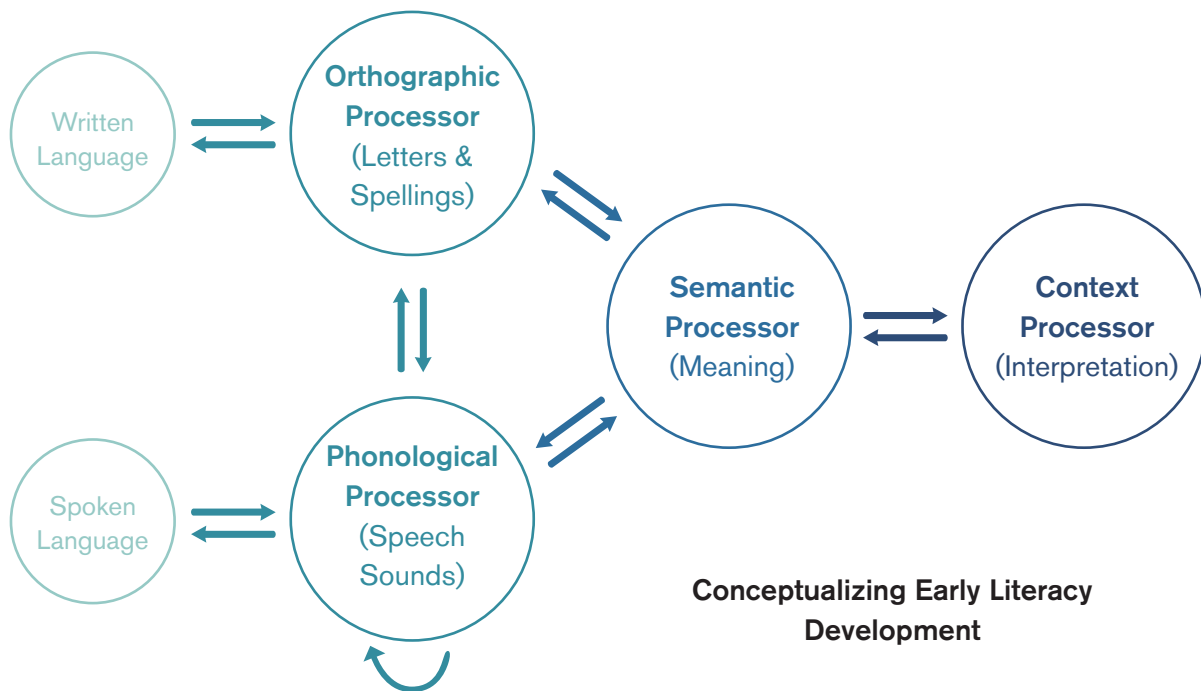 Written
Language
Orthographic
Processor
(Letters &
Spellings)
Semantic
Processor
(Meaning)
Context
Processor
(Interpretation)
Spoken
Language
Phonological
Processor
(Speech
Sounds)
Conceptualizing Early Literacy
Development